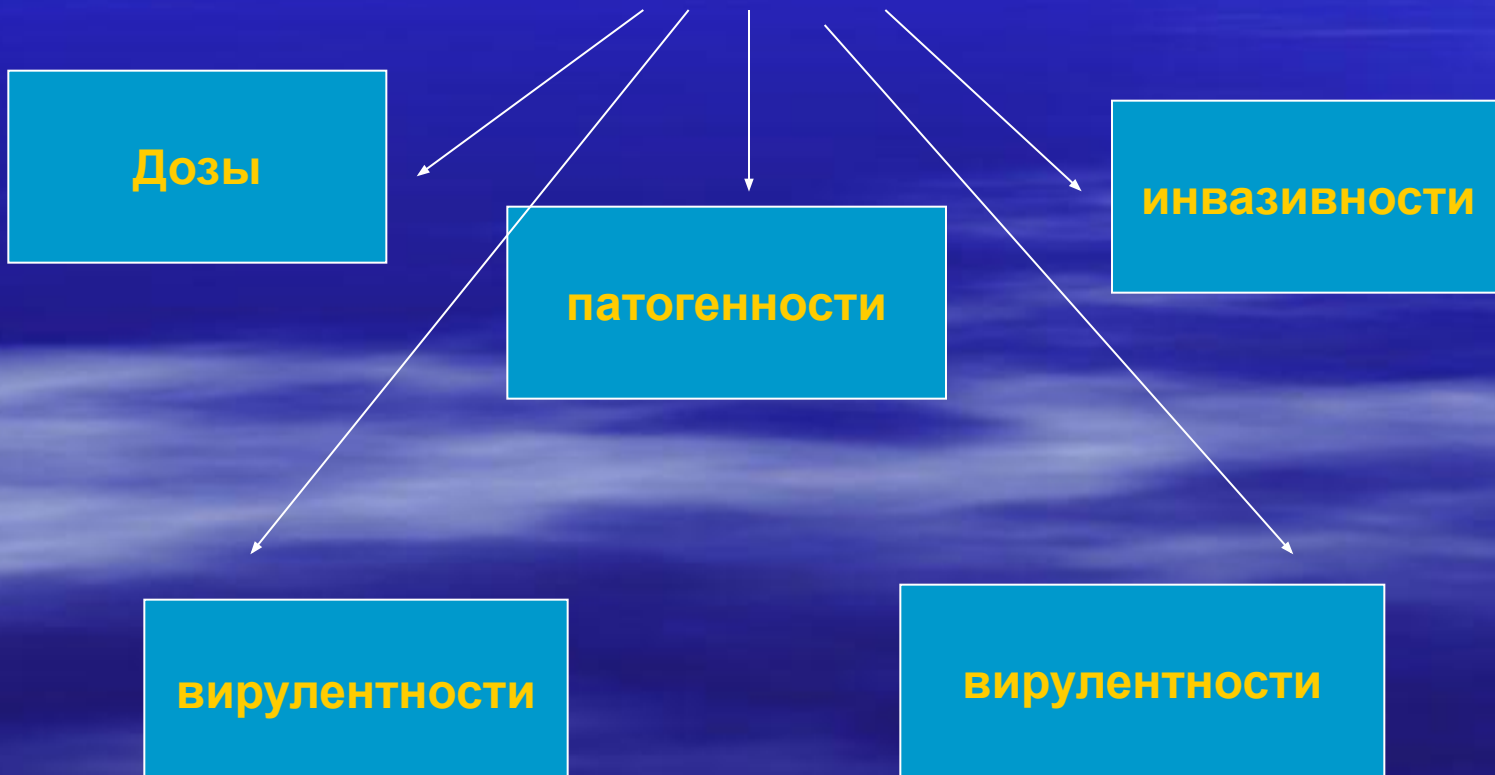 Дозы
инвазивности
патогенности
вирулентности
вирулентности